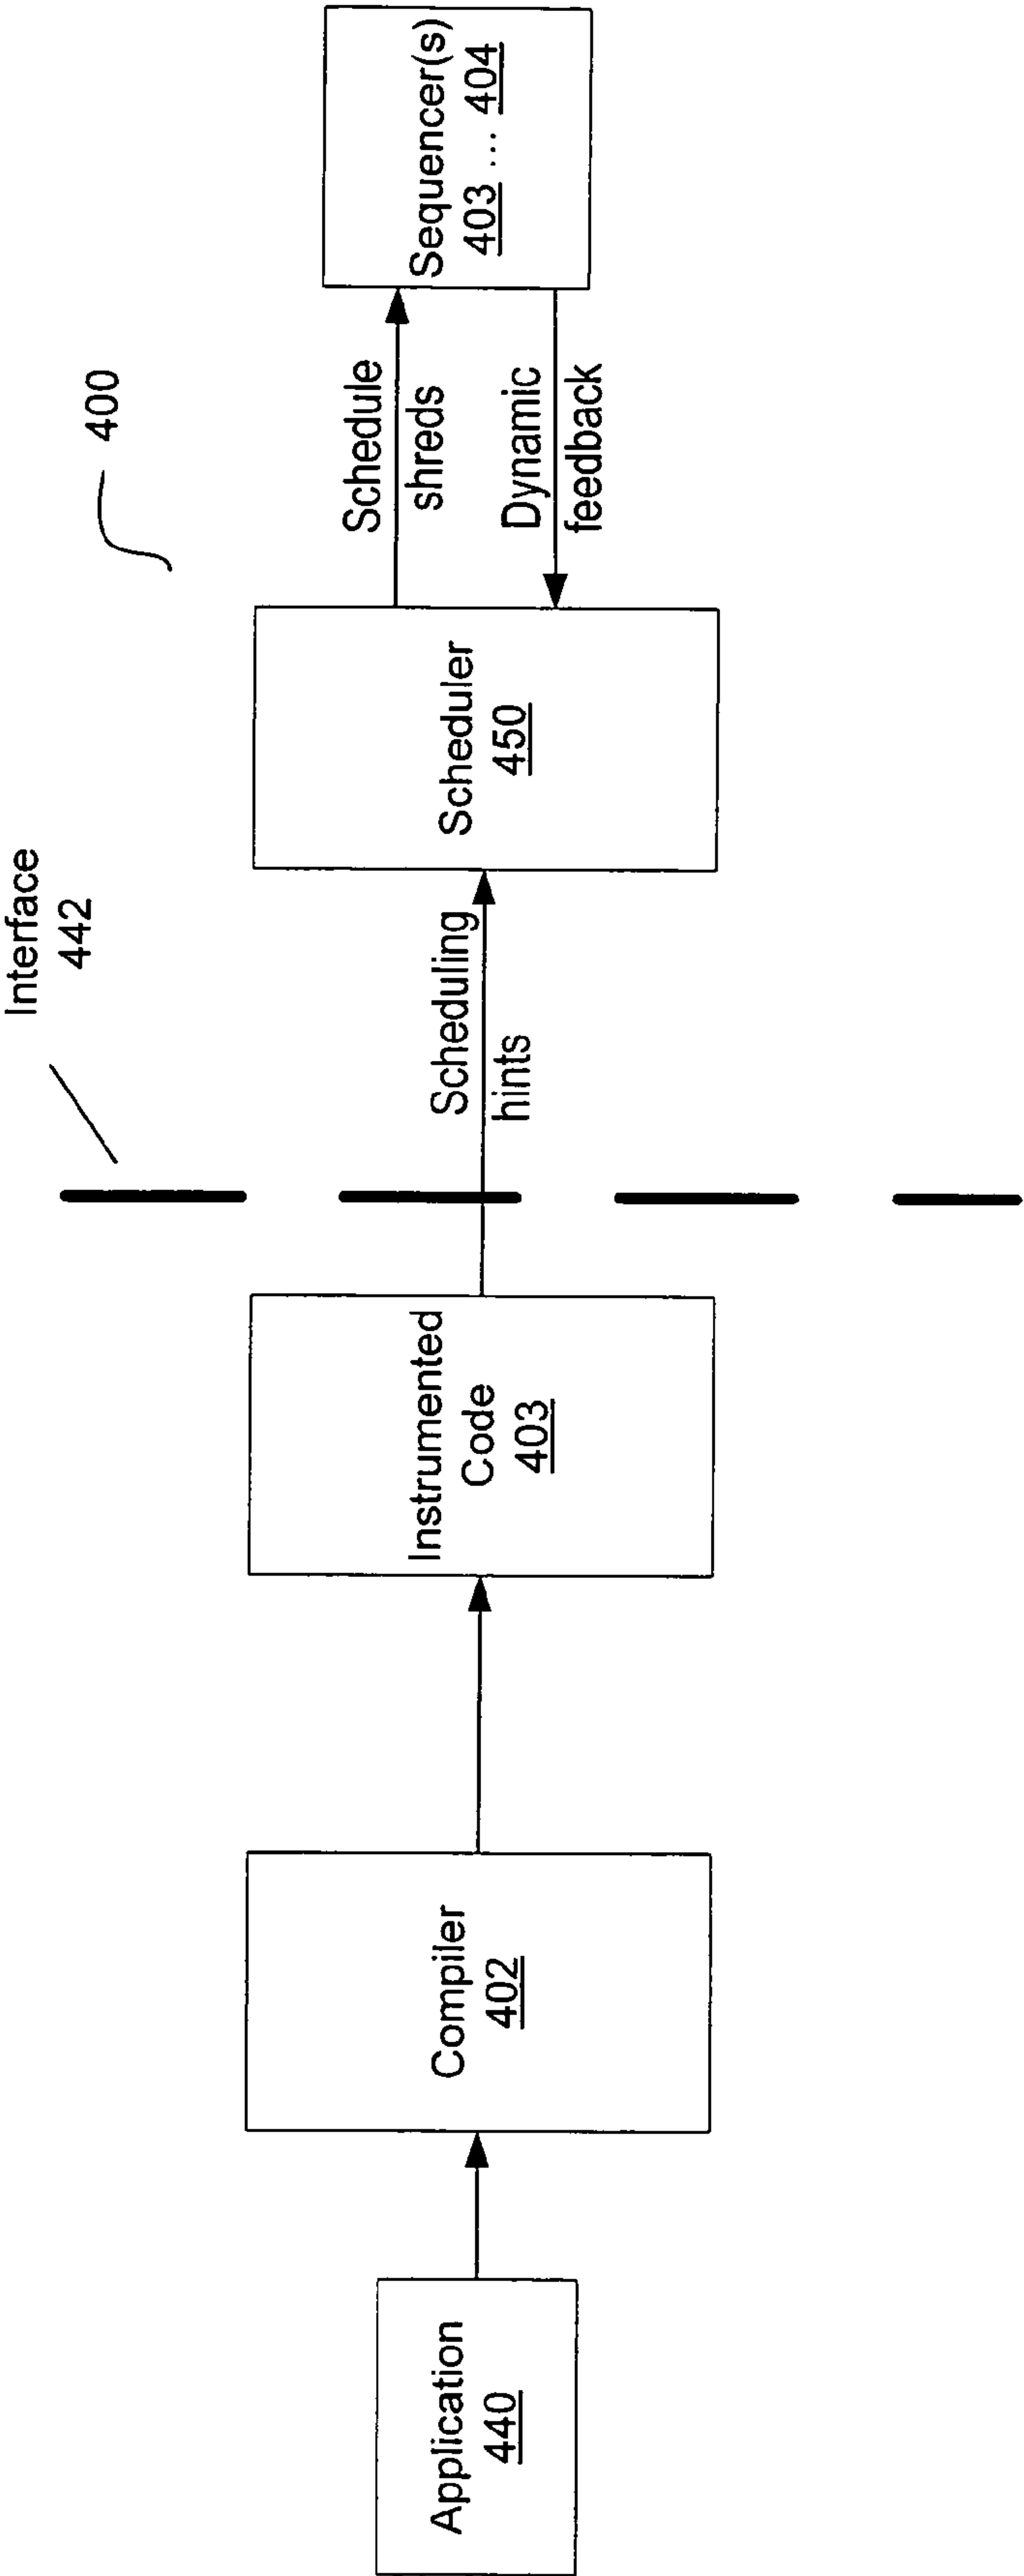 Interface
442
400
Application
440
Compiler
402
Instrumented
Code
403
Scheduling
hints
Scheduler
450
Schedule
shreds
Dynamic
feedback
Sequencer(s)
403 ... 404